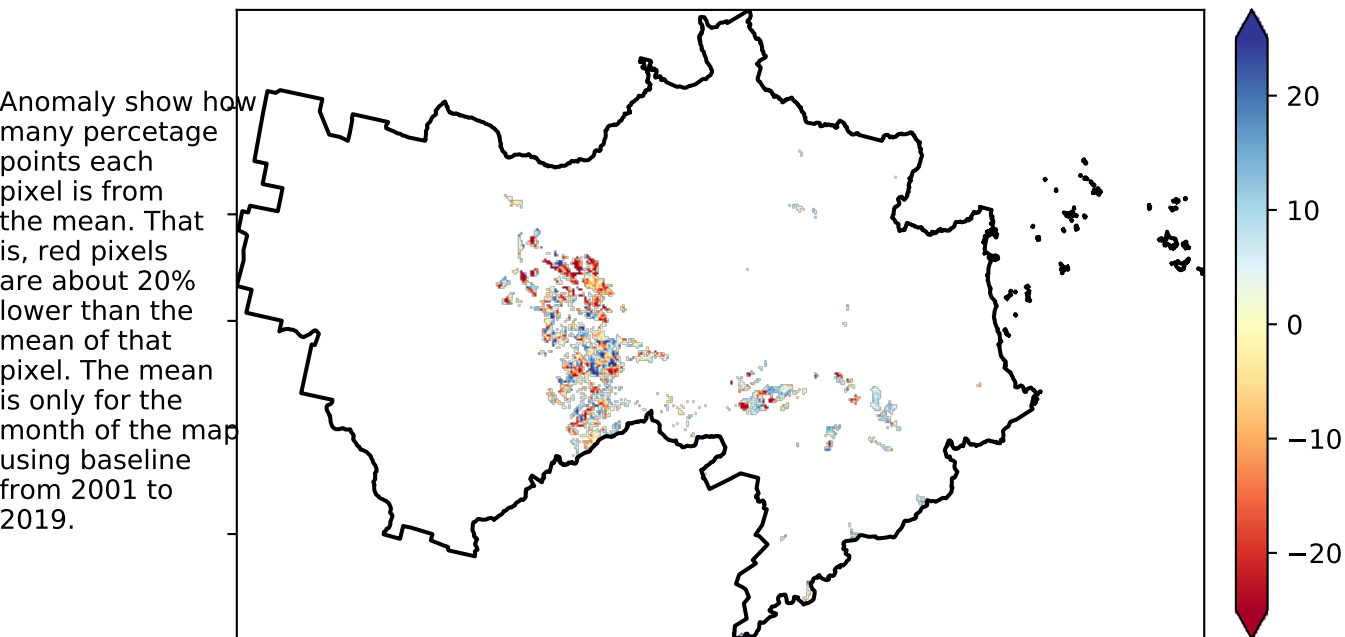 Anomaly show how
many percetage
points each
pixel is from
the mean. That
is, red pixels
are about 20%
lower than the
mean of that
pixel. The mean
is only for the
month of the map
using baseline
from 2001 to
2019.
20
10
0
−10
−20